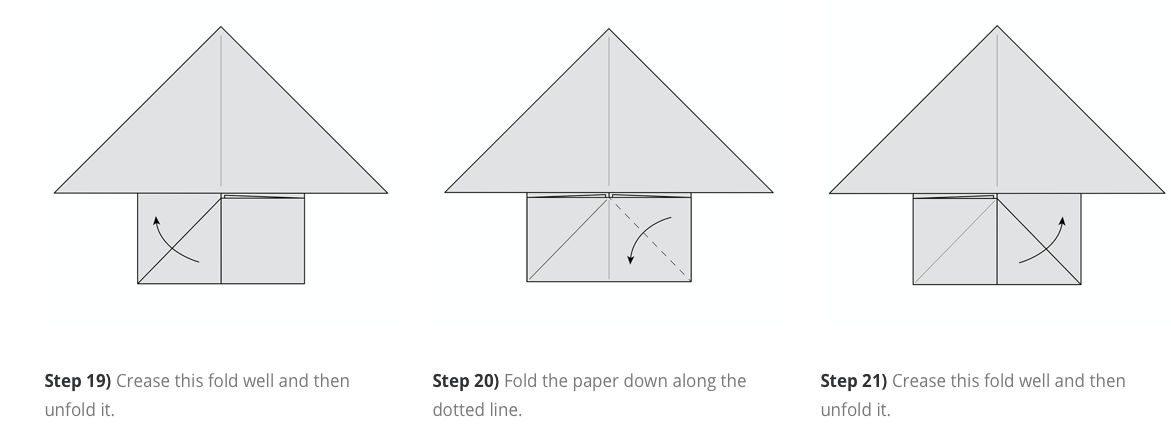 Step 19) Crease this fold well and then
unfold it.
Step 20) Fold the paper down along the
dotted line.
Step 21) Crease this fold well and then
unfold it.